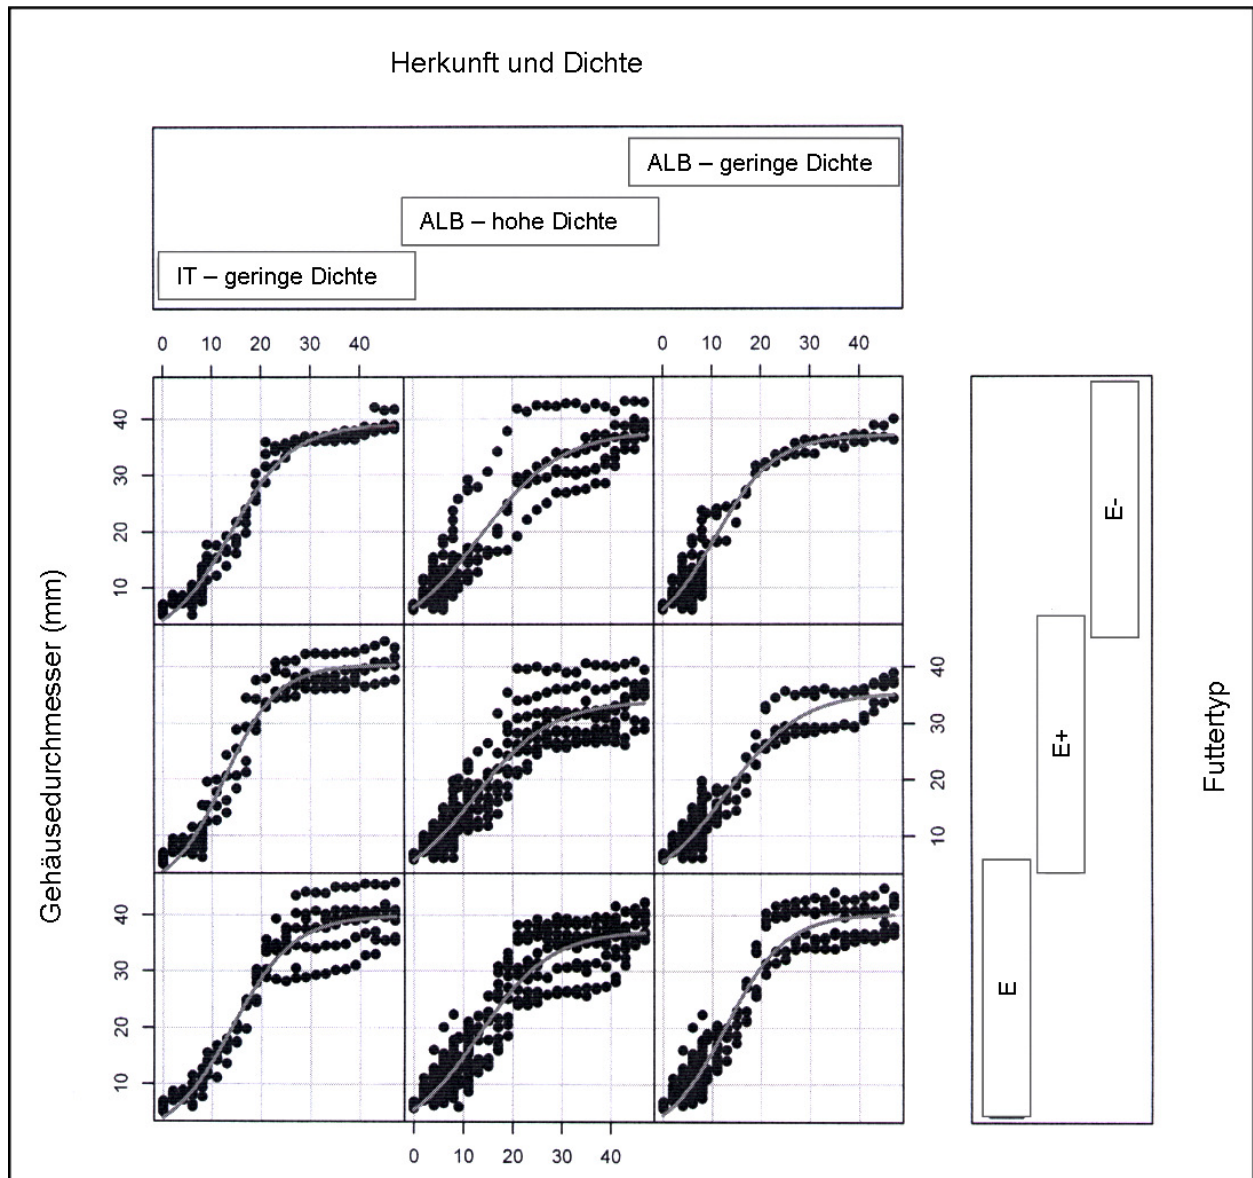 Herkunft und Dichte
ALB – geringe Dichte
ALB – hohe Dichte
IT – geringe Dichte
0 10 20 30 40 0 10 20 30 40
40
30
20
10
40
30
20
10
40
30
20
10
0 10 20 30 40
Gehäusedurchmesser (mm)
E-
E+
E
Futtertyp